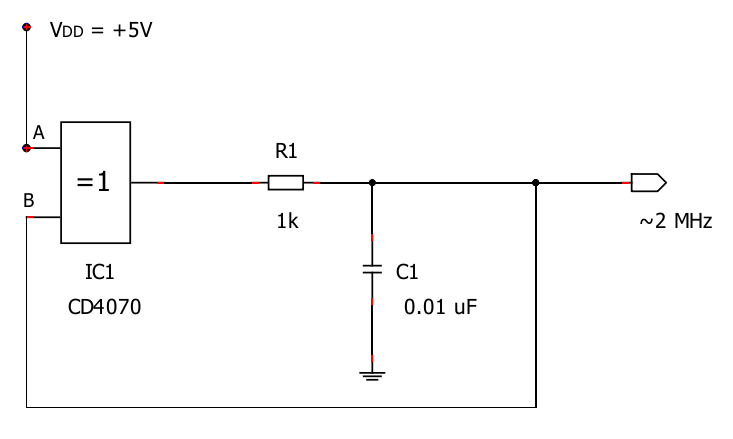 VDD = +5V
A
=1
B
IC1
CD4070
R1
1k
C1
0.01 uF
~2 MHz